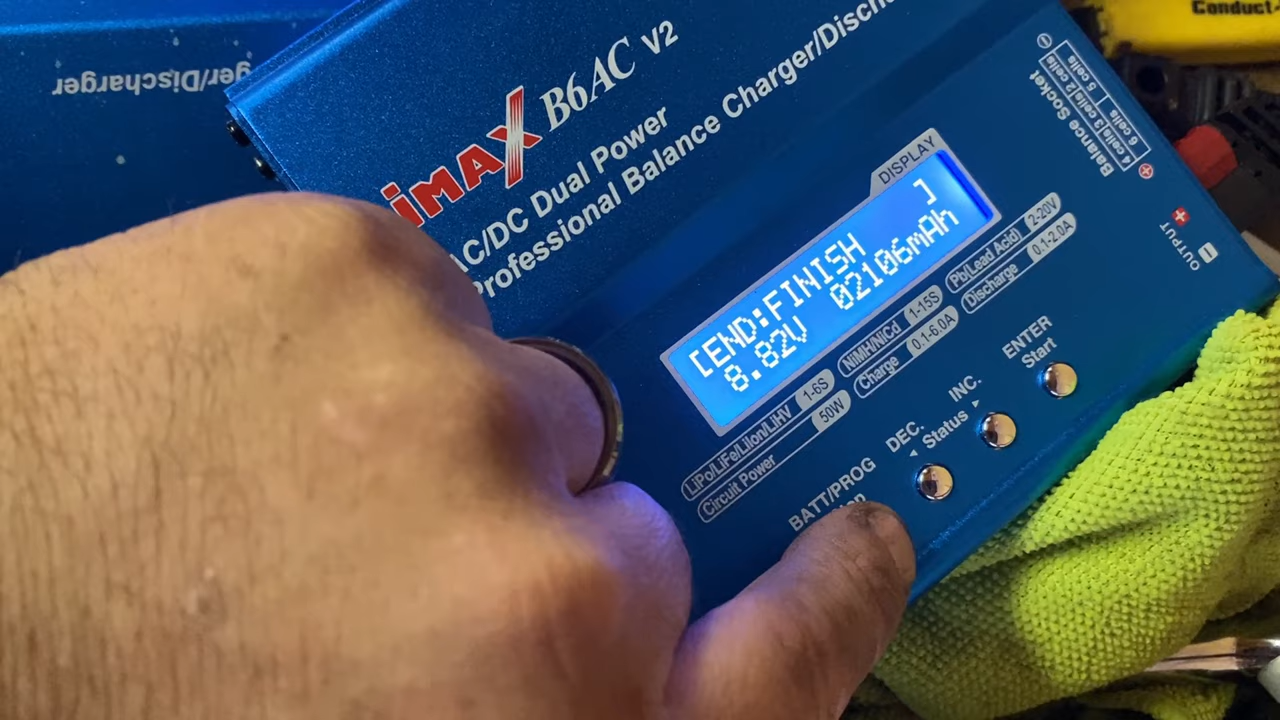 Conduct-
ger/Discharger
iMAX B6AC V2
AC/DC Dual Power
Professional Balance Charger/Discha
DISPLAY
[END:FINISH ]
8.82V 02106mAh
LiPo/LiFe/LiIon/LiHV 1-6S
NiMH/NiCd 1-15S
Pb(Lead Acid) 2-20V
Circuit Power 50W
Charge 0.1-6.0A
Discharge 0.1-2.0A
BATT/PROG
DEC.
INC.
◄ Status ►
ENTER
Start
Balance Socket
4 cells 3 cells 2 cells
6 cells 5 cells
OUTPUT